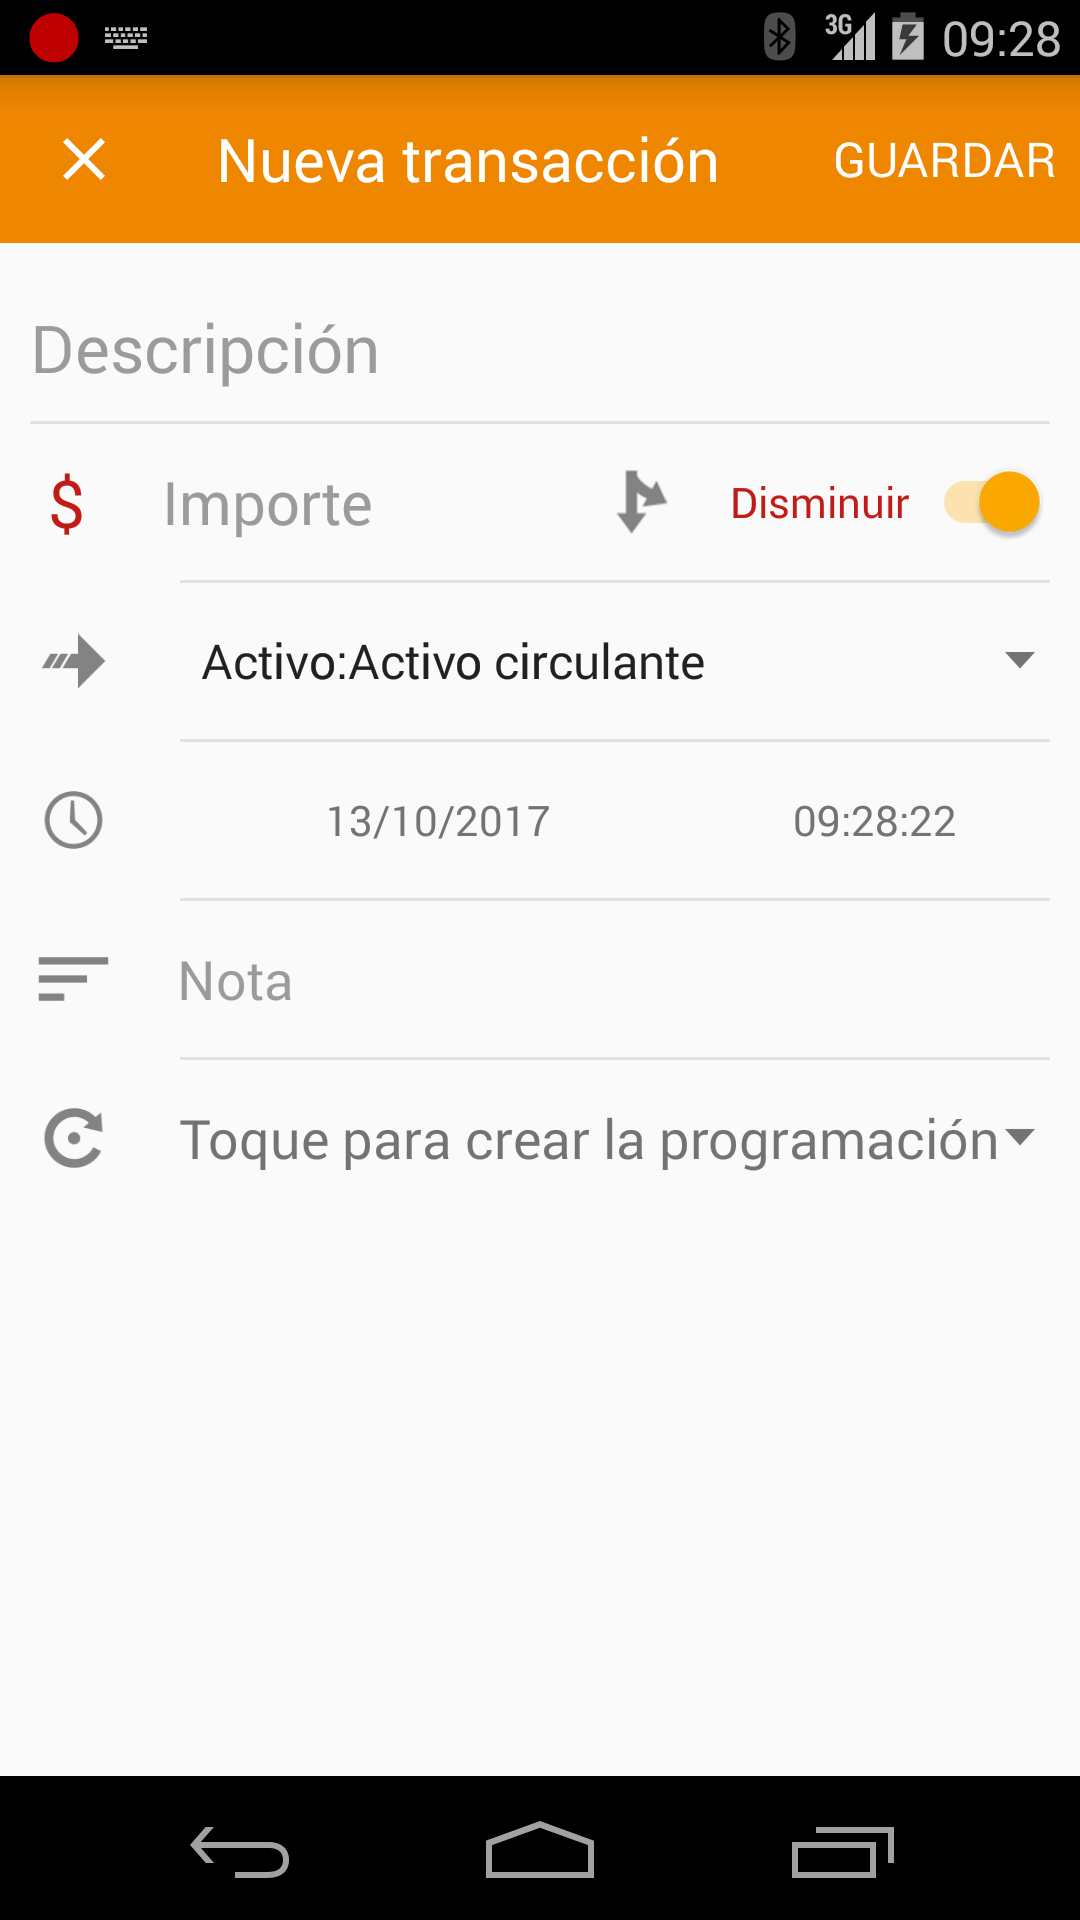 3G 09:28
Nueva transacción GUARDAR
Descripción
$ Importe Disminuir
Activo:Activo circulante
13/10/2017 09:28:22
Nota
Toque para crear la programación